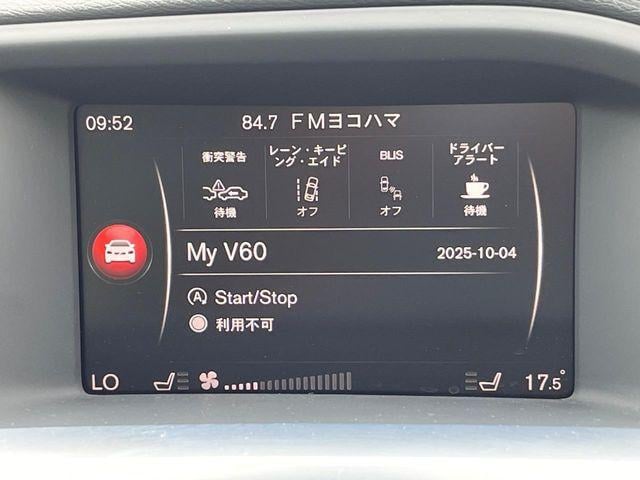 09:52 84.7 FMヨコハマ
衝突警告 レーン・キーピ BLIS ドライバー
ング・エイド アラート
待機 オフ オフ 待機
My V60 2025-10-04
Start/Stop
利用不可
LO 17.5°